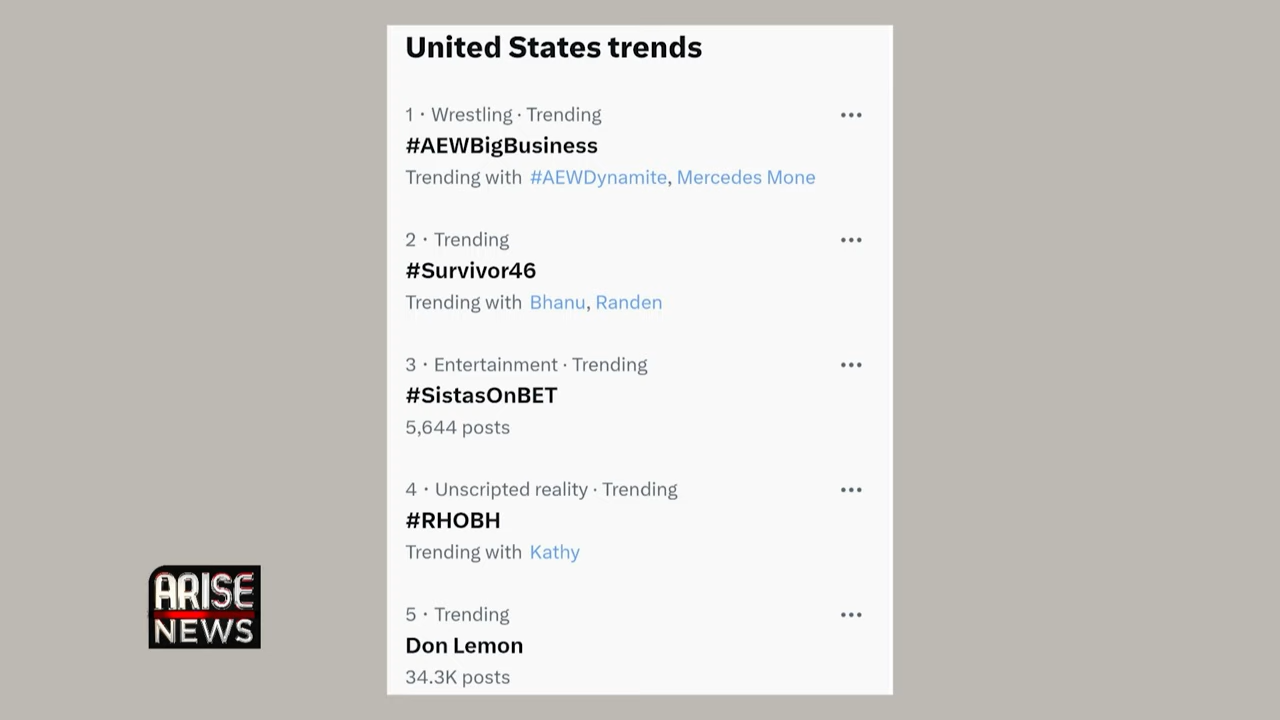 United States trends
1 · Wrestling · Trending
#AEWBigBusiness
Trending with #AEWDynamite, Mercedes Mone
2 · Trending
#Survivor46
Trending with Bhanu, Randen
3 · Entertainment · Trending
#SistasOnBET
5,644 posts
4 · Unscripted reality · Trending
#RHOBH
Trending with Kathy
5 · Trending
Don Lemon
34.3K posts
ARISE
NEWS